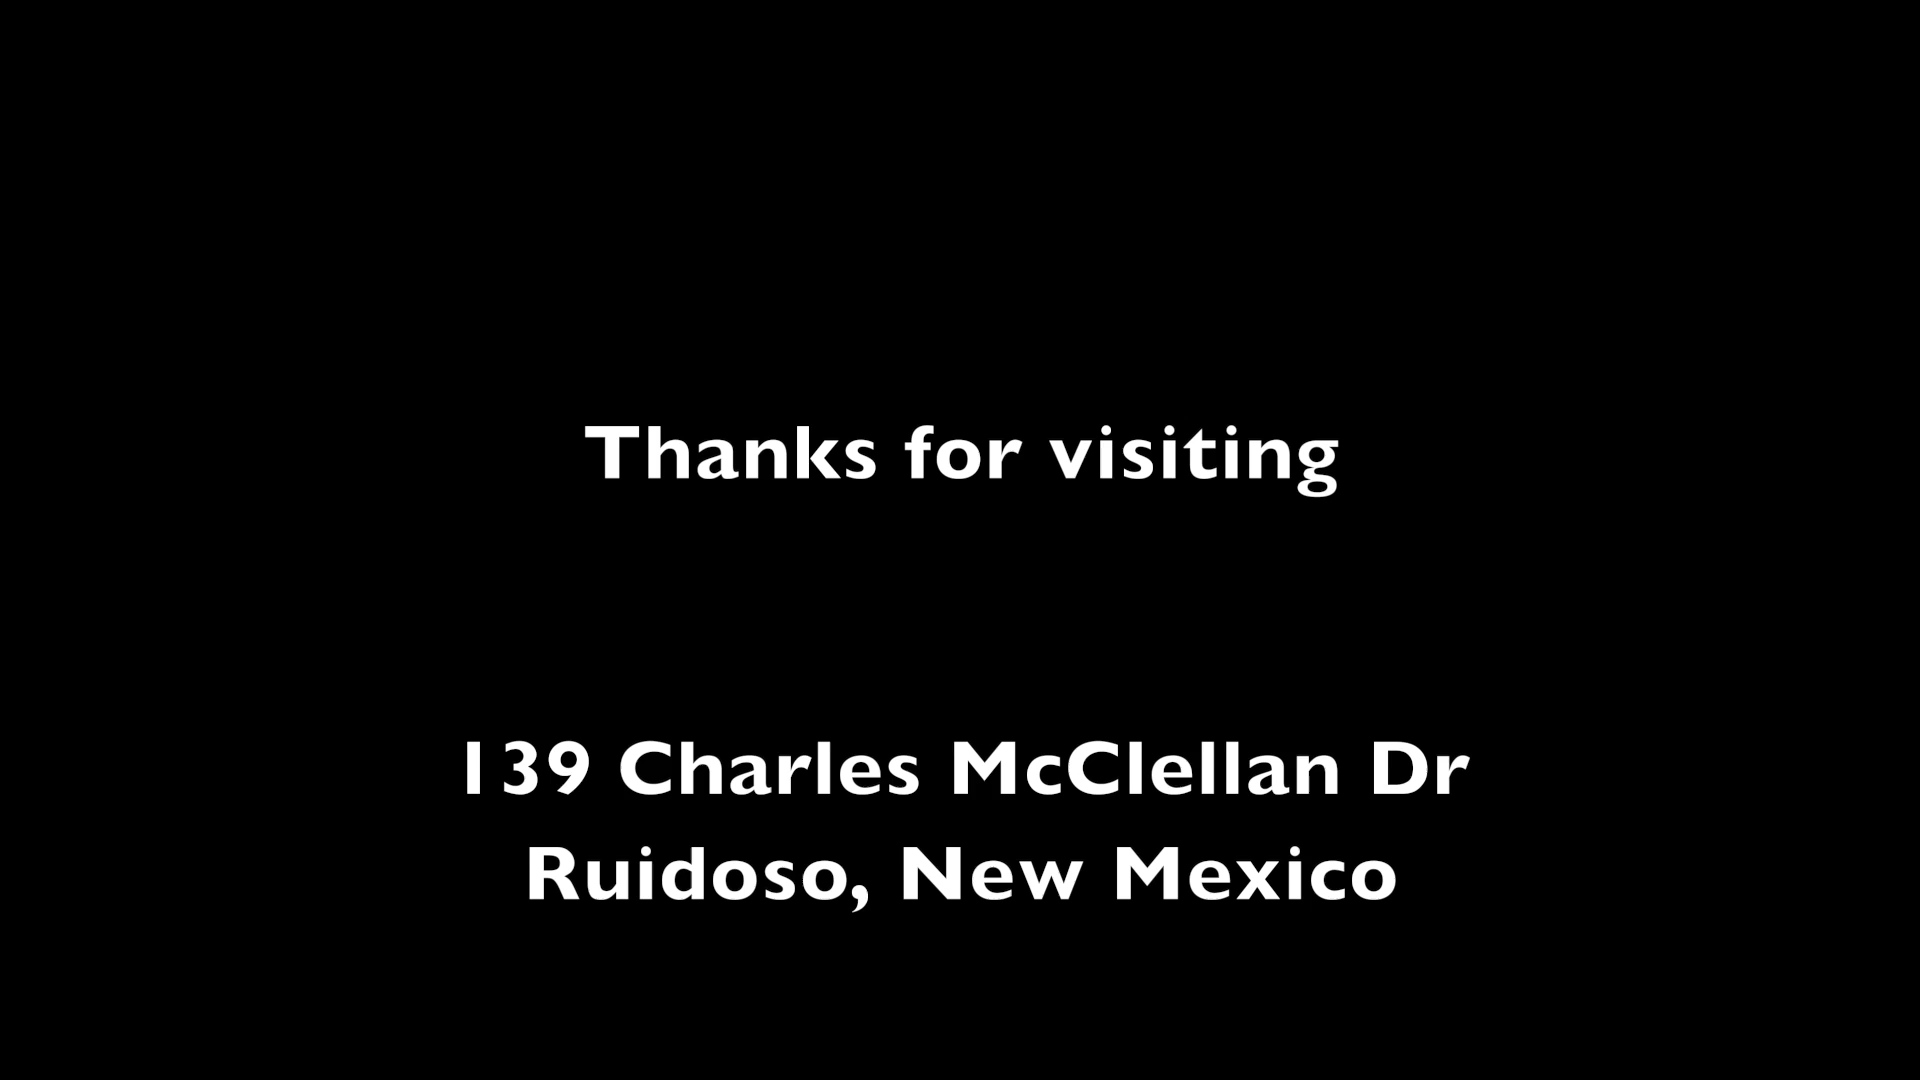 Thanks for visiting
139 Charles McClellan Dr
Ruidoso, New Mexico